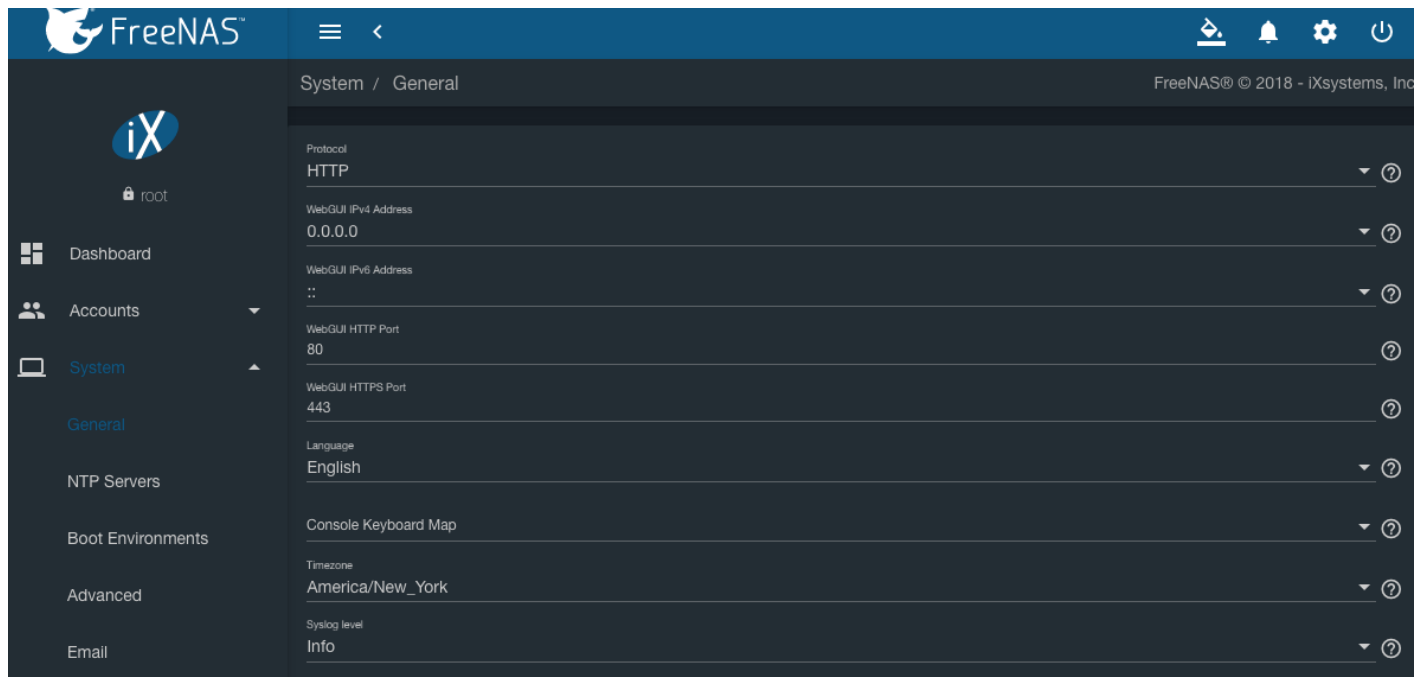 FreeNAS™
System / General
FreeNAS® © 2018 - iXsystems, Inc
iX
root
Dashboard
Accounts
System
General
NTP Servers
Boot Environments
Advanced
Email
Protocol
HTTP
WebGUI IPv4 Address
0.0.0.0
WebGUI IPv6 Address
::
WebGUI HTTP Port
80
WebGUI HTTPS Port
443
Language
English
Console Keyboard Map
Timezone
America/New_York
Syslog level
Info